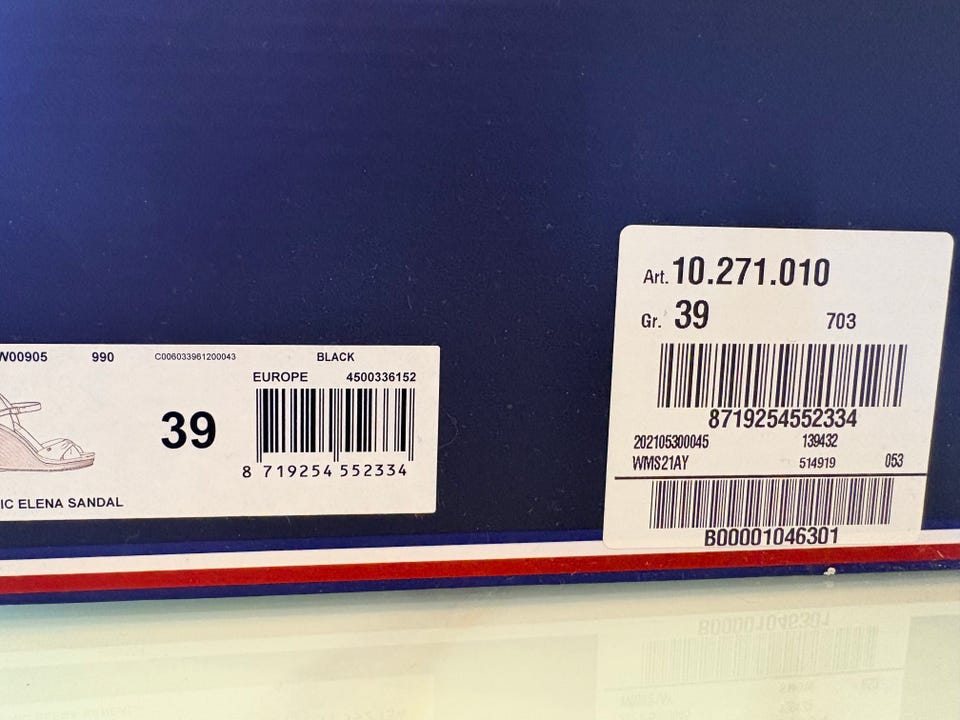 W00905 990 C006033961200043 BLACK
EUROPE 4500336152
39
8 719254 552334
IC ELENA SANDAL
Art. 10.271.010
Gr. 39 703
8719254552334
202105300045 139432
WMS21AY 514919 053
B00001046301